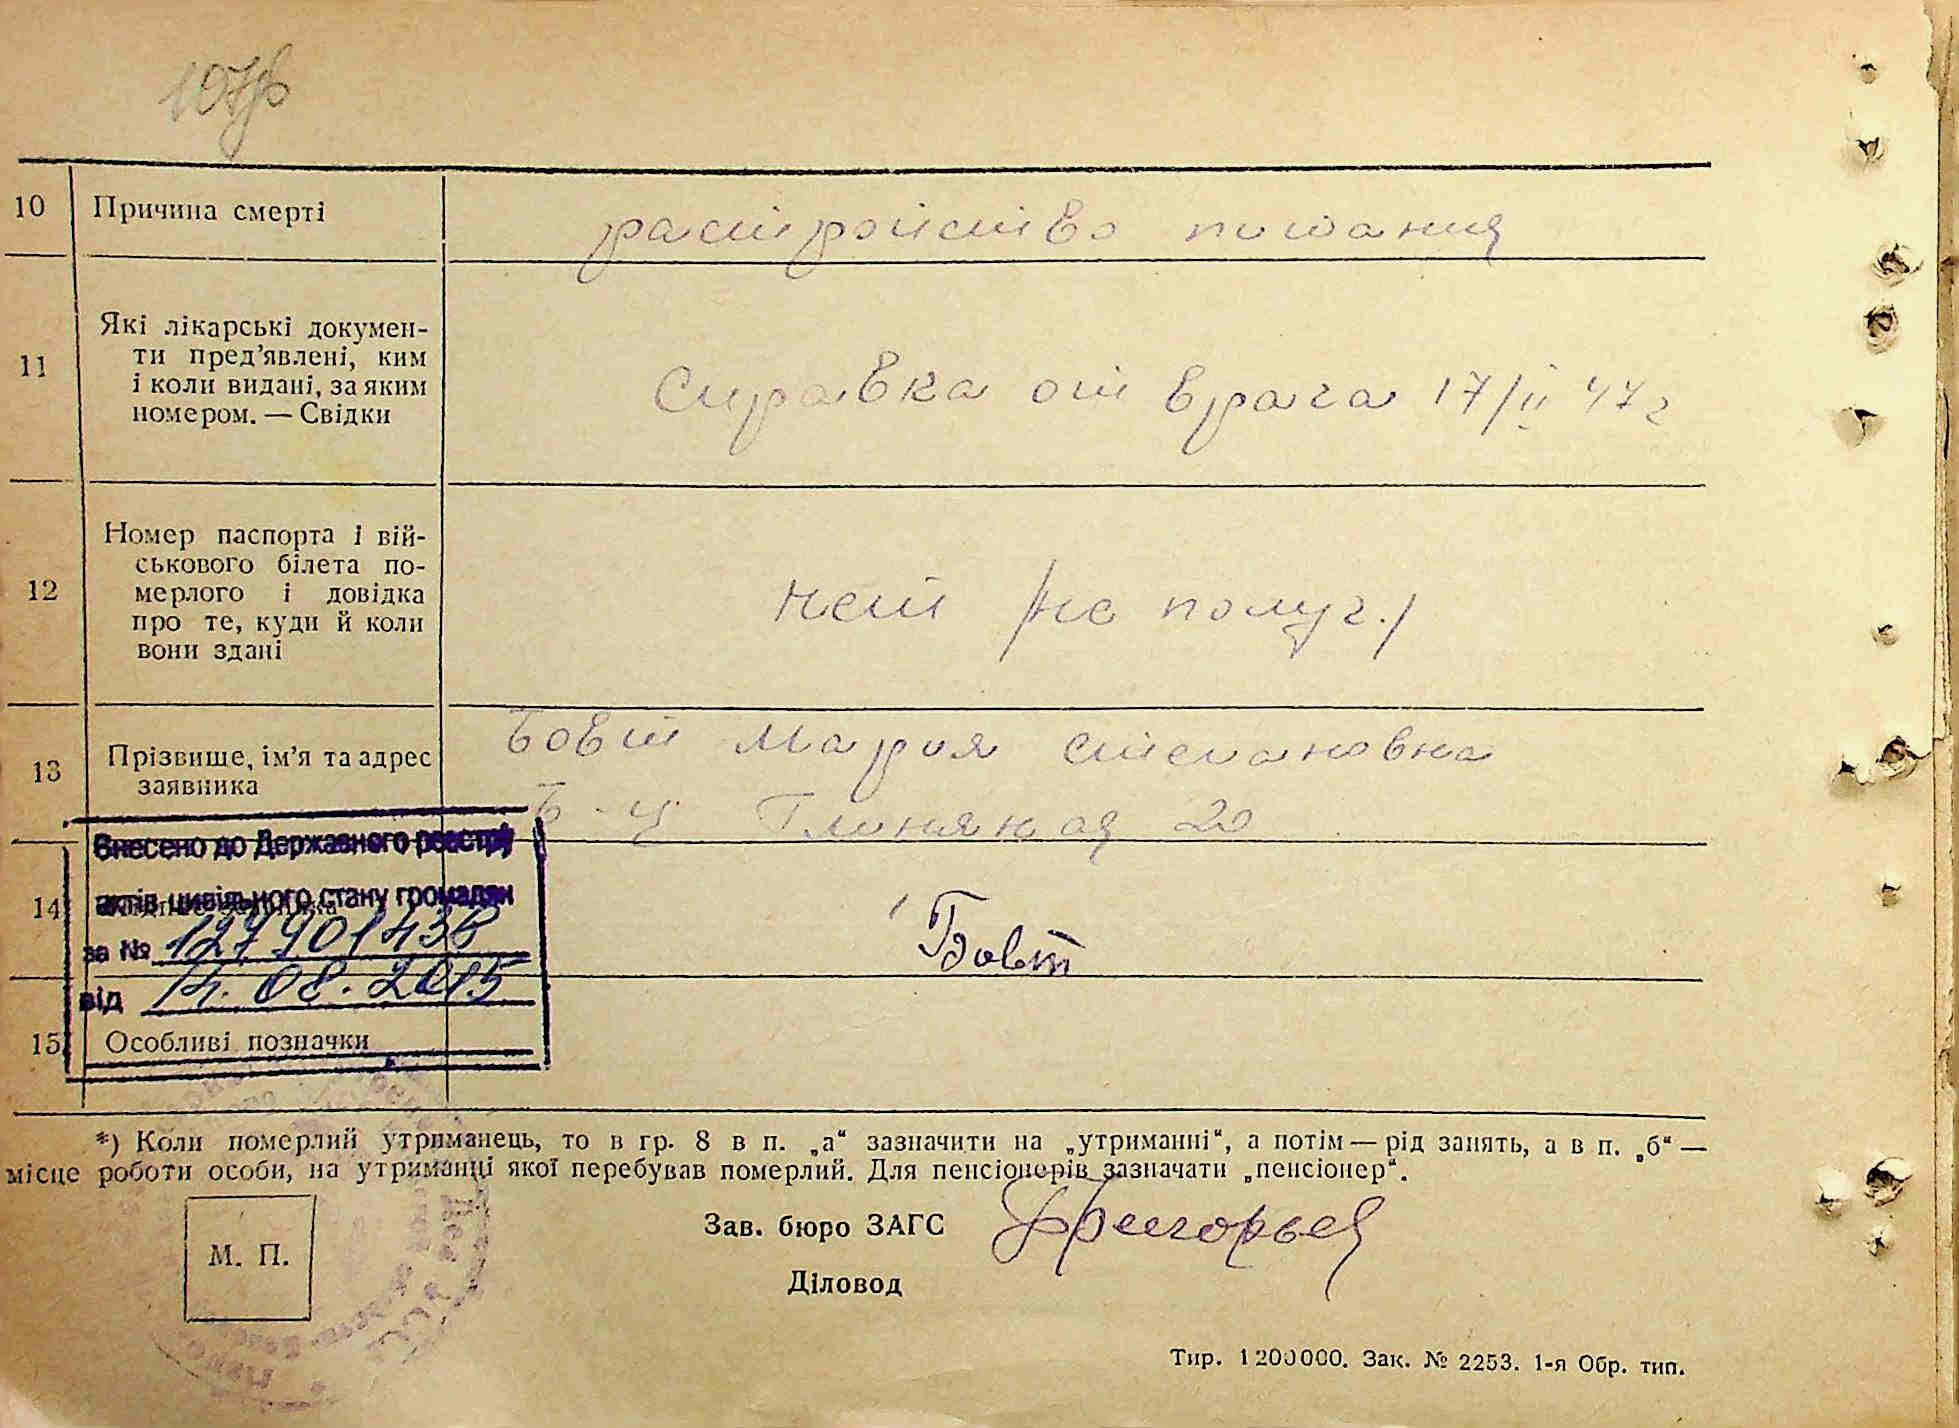 107
10 Причина смерті
растройство питания
11 Які лікарські докумен-
ти пред’явлені, ким
і коли видані, за яким
номером. — Свідки
Справка от врача 17/II 47 г
12 Номер паспорта і вій-
ськового білета по-
мерлого і довідка
про те, куди й коли
вони здані
нет /не получ./
13 Прізвище, ім’я та адрес
заявника
Бовт Мария Степановна
Б-Ц Глиняная 20
Внесено до Державного реєстру
актів цивільного стану громадян
за №
від 14.08.2015
14
Бовт
15 Особливі позначки
*) Коли померлий утриманець, то в гр. 8 в п. „а“ зазначити на „утриманні“, а потім — рід занять, а в п. „б“ —
місце роботи особи, на утриманці якої перебував померлий. Для пенсіонерів зазначати „пенсіонер“.
Зав. бюро ЗАГС Григорьев
М. П.
Діловод
Тир. 1200000. Зак. № 2253. 1-я Обр. тип.